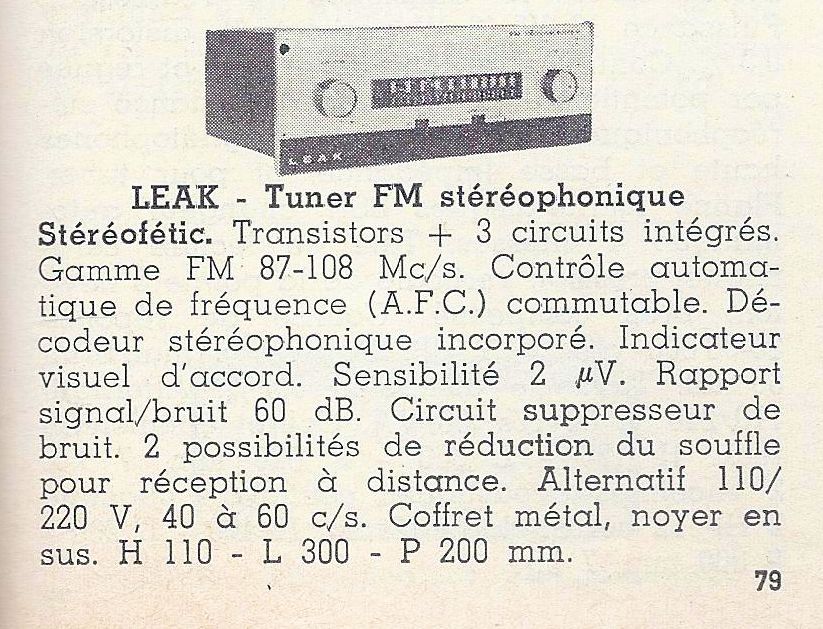 LEAK
LEAK - Tuner FM stéréophonique
Stéréofétic. Transistors + 3 circuits intégrés.
Gamme FM 87-108 Mc/s. Contrôle automa-
tique de fréquence (A.F.C.) commutable. Dé-
codeur stéréophonique incorporé. Indicateur
visuel d'accord. Sensibilité 2 μV. Rapport
signal/bruit 60 dB. Circuit suppresseur de
bruit. 2 possibilités de réduction du souffle
pour réception à distance. Alternatif 110/
220 V, 40 à 60 c/s. Coffret métal, noyer en
sus. H 110 - L 300 - P 200 mm.
79